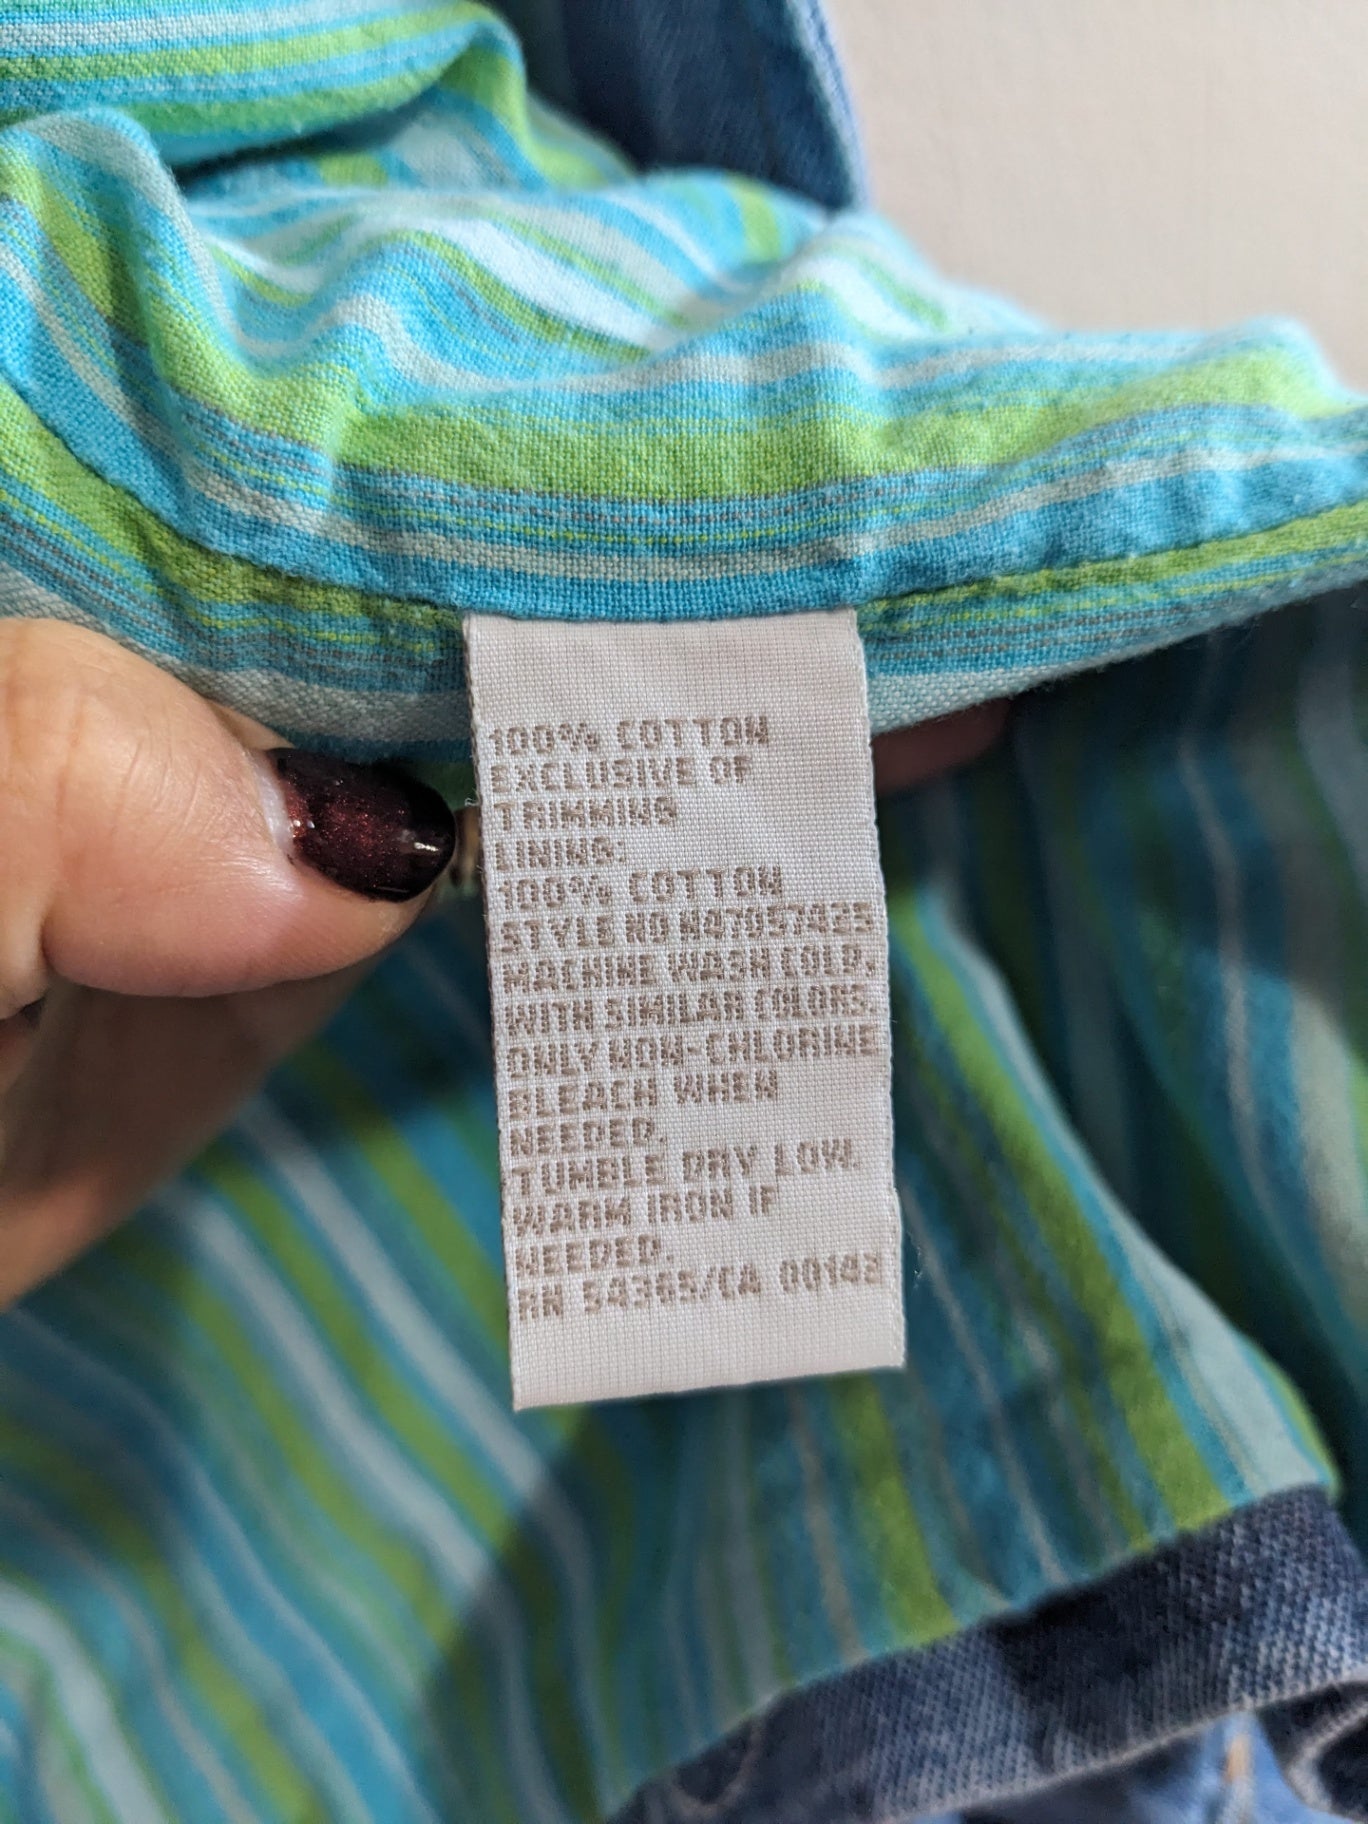 100% COTTON
EXCLUSIVE OF
TRIMMING
LINING:
100% COTTON
STYLE NO N47057425
MACHINE WASH COLD,
WITH SIMILAR COLORS.
ONLY NON-CHLORINE
BLEACH WHEN
NEEDED.
TUMBLE DRY LOW.
WARM IRON IF
NEEDED.
RN 54365/CA 00142